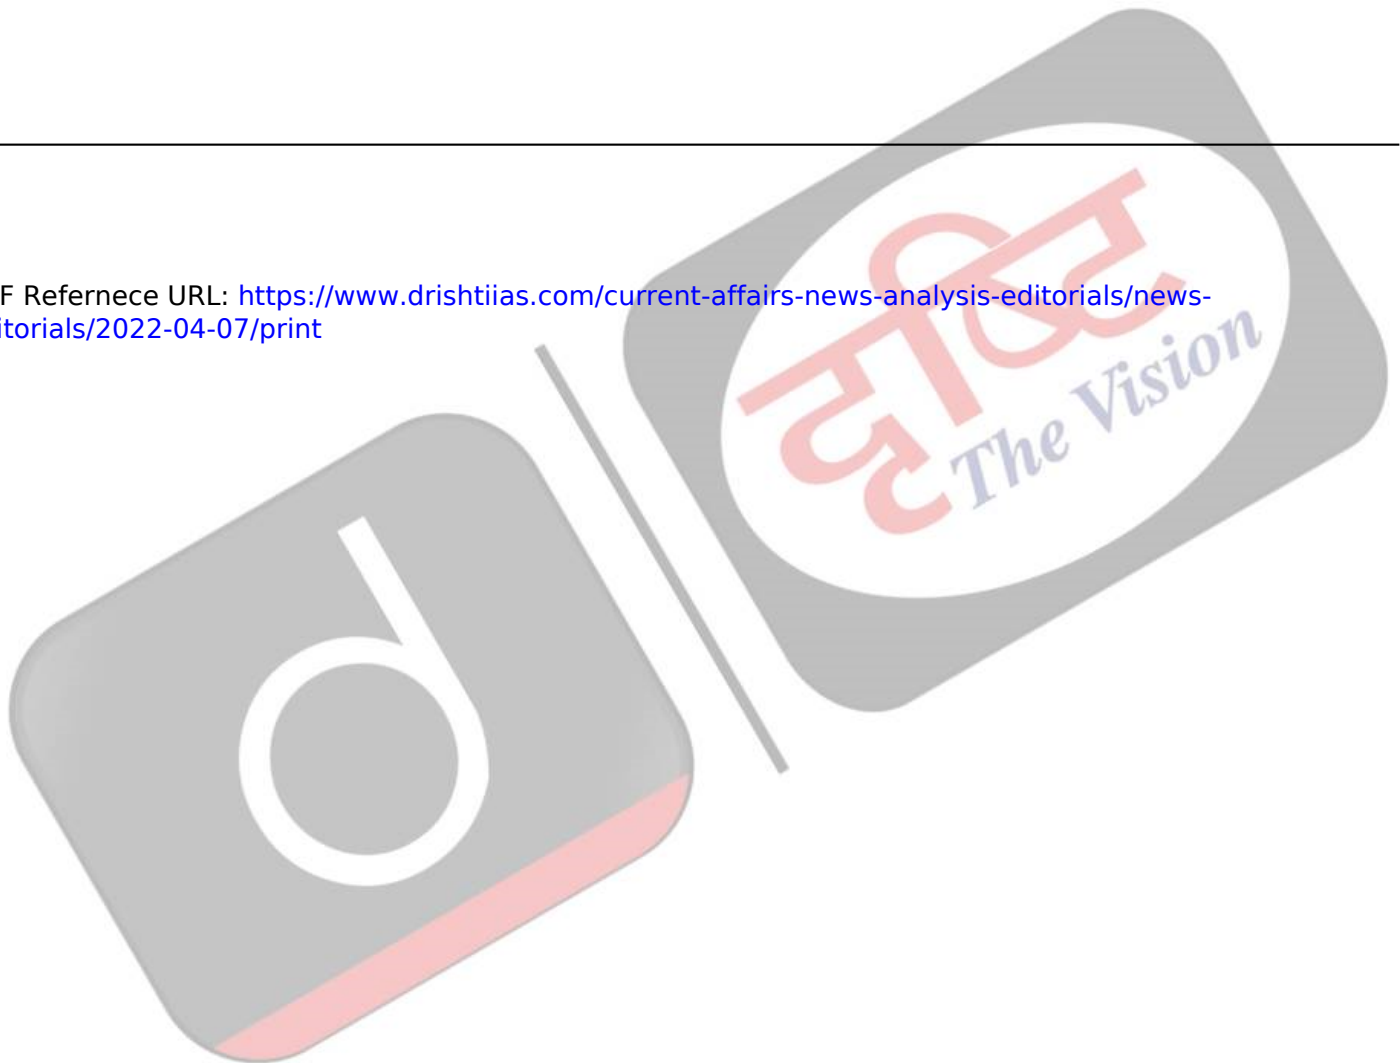 F Refernece URL: https://www.drishtiias.com/current-affairs-news-analysis-editorials/news-
itorials/2022-04-07/print
दृष्टि
The Vision
d